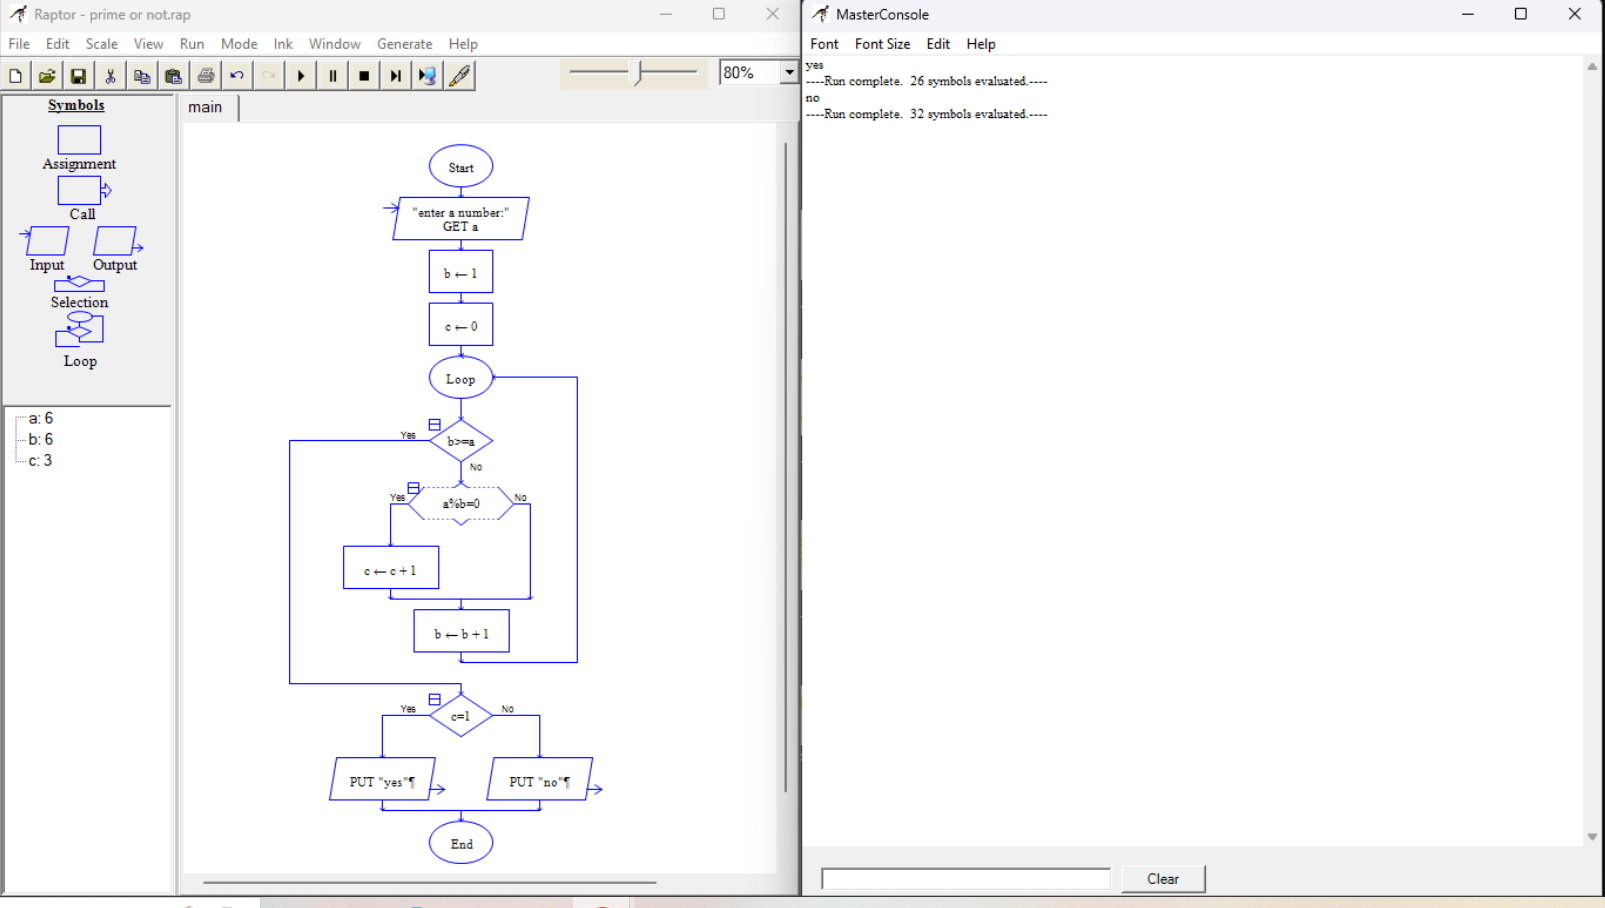 Raptor - prime or not.rap
File Edit Scale View Run Mode Ink Window Generate Help
80%
Symbols
Assignment
Call
Input Output
Selection
Loop
a: 6
b: 6
c: 3
main
Start
"enter a number:"
GET a
b ← 1
c ← 0
Loop
Yes
b>=a
No
Yes
a%b=0
No
c ← c + 1
b ← b + 1
Yes
c=1
No
PUT "yes"¶
PUT "no"¶
End
MasterConsole
Font Font Size Edit Help
yes
----Run complete. 26 symbols evaluated.----
no
----Run complete. 32 symbols evaluated.----
Clear